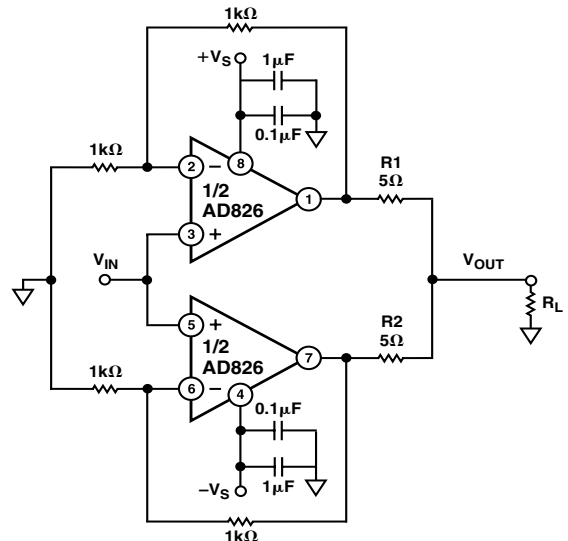 1kΩ
+VS
1µF
0.1µF
1kΩ
2 −
8
1/2
AD826
1
R1
5Ω
3 +
VIN
VOUT
RL
5 +
1/2
AD826
7
R2
5Ω
1kΩ
6 −
4
0.1µF
1µF
−VS
1kΩ